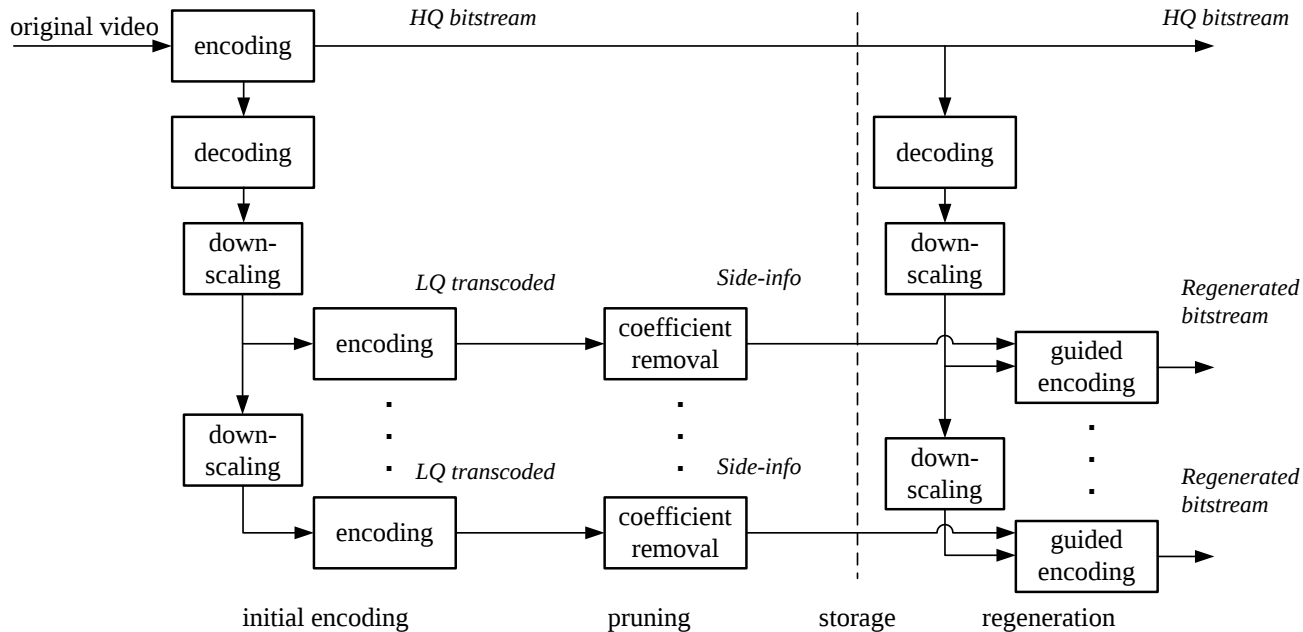 original video
HQ bitstream
HQ bitstream
encoding
decoding
decoding
down-
scaling
down-
scaling
LQ transcoded
Side-info
Regenerated
bitstream
encoding
coefficient
removal
guided
encoding
down-
scaling
down-
scaling
LQ transcoded
Side-info
Regenerated
bitstream
encoding
coefficient
removal
guided
encoding
initial encoding
pruning
storage
regeneration